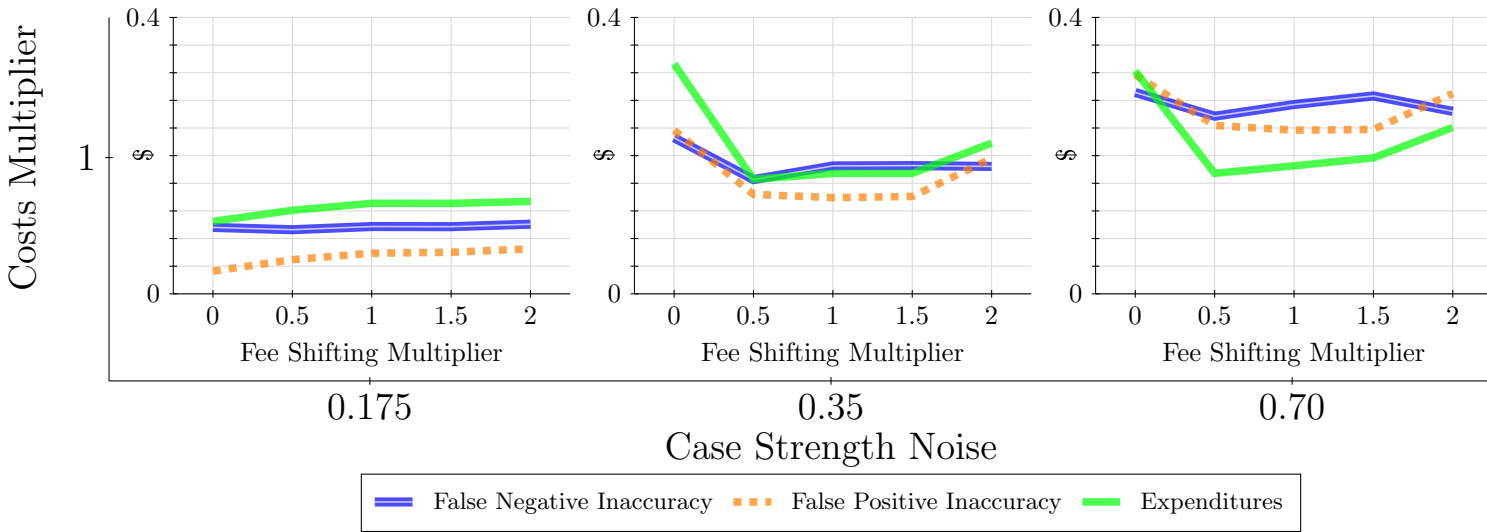 Costs Multiplier
1
0.4
$
0
0 0.5 1 1.5 2
Fee Shifting Multiplier
0.4
$
0
0 0.5 1 1.5 2
Fee Shifting Multiplier
0.4
$
0
0 0.5 1 1.5 2
Fee Shifting Multiplier
0.175 0.35 0.70
Case Strength Noise
False Negative Inaccuracy False Positive Inaccuracy Expenditures